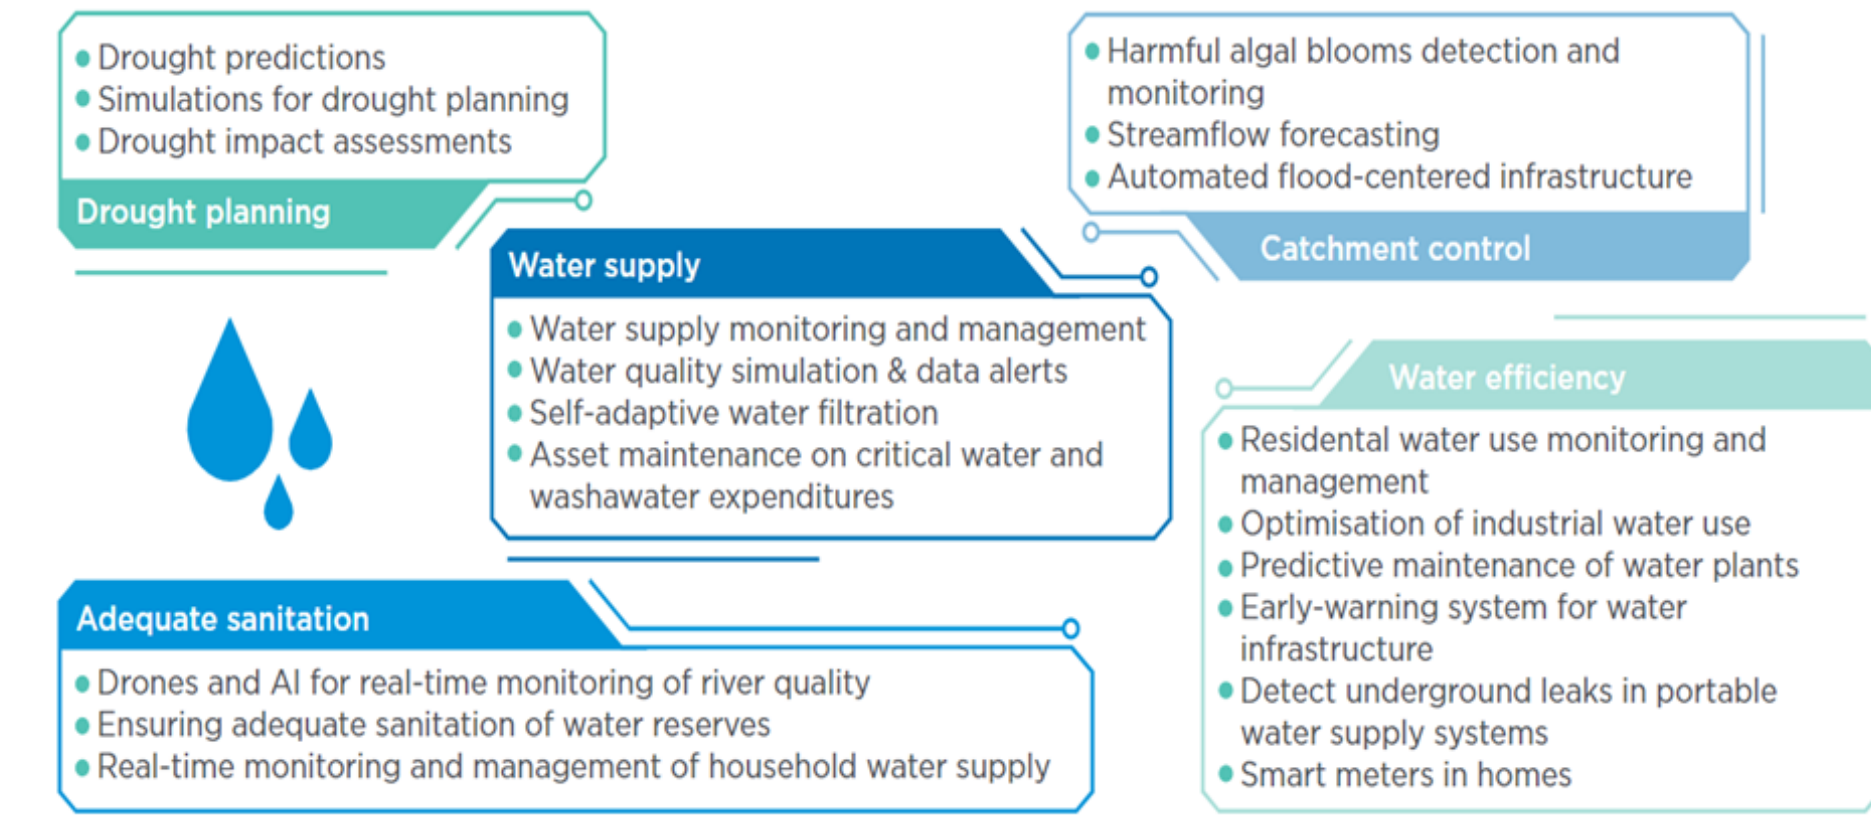 Drought predictions
Simulations for drought planning
Drought impact assessments
Drought planning
Harmful algal blooms detection and
monitoring
Streamflow forecasting
Automated flood-centered infrastructure
Catchment control
Water supply
Water supply monitoring and management
Water quality simulation & data alerts
Self-adaptive water filtration
Asset maintenance on critical water and
washawater expenditures
Water efficiency
Residental water use monitoring and
management
Optimisation of industrial water use
Predictive maintenance of water plants
Early-warning system for water
infrastructure
Detect underground leaks in portable
water supply systems
Smart meters in homes
Adequate sanitation
Drones and AI for real-time monitoring of river quality
Ensuring adequate sanitation of water reserves
Real-time monitoring and management of household water supply